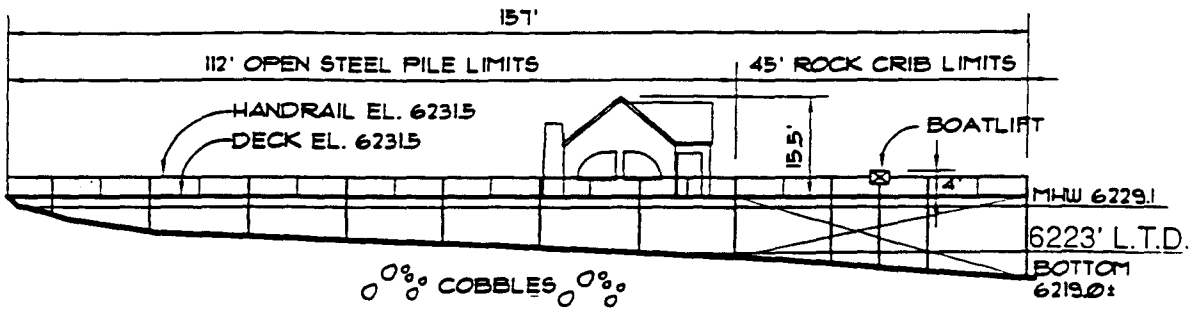 157'
112' OPEN STEEL PILE LIMITS
45' ROCK CRIB LIMITS
HANDRAIL EL. 6231.5
DECK EL. 6231.5
15.5'
BOATLIFT
4'
MHW 6229.1
6223' L.T.D.
BOTTOM
6219.0±
COBBLES